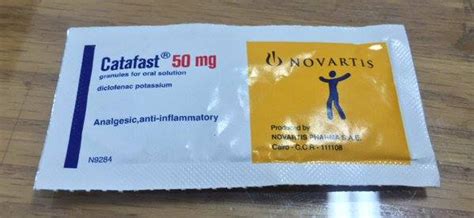 Catafast® 50 mg
granules for oral solution
diclofenac potassium
Analgesic,anti-inflammatory
N9284
NOVARTIS
Produced by
NOVARTIS PHARMA S.A.E.
Cairo - C.C.R - 111108